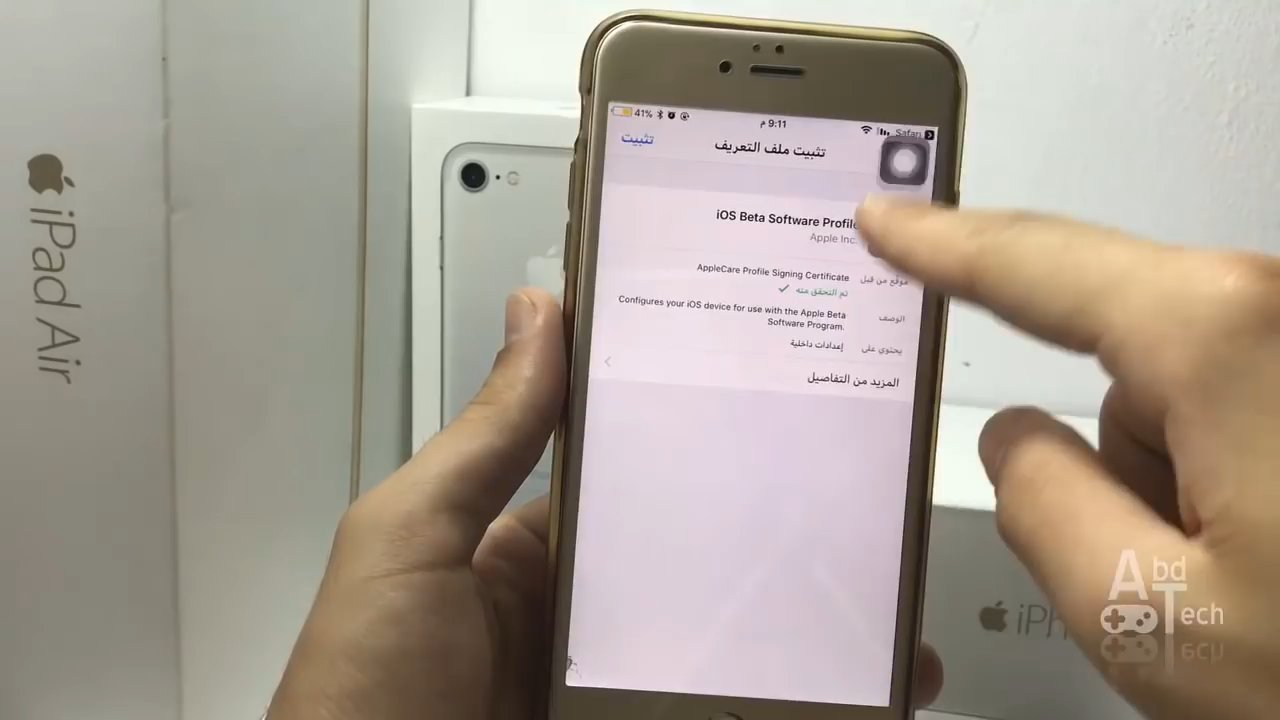 iPad Air
41%
9:11 م
Safari
تثبيت
تثبيت ملف التعريف
iOS Beta Software Profile
Apple Inc.
موقع من قبل
AppleCare Profile Signing Certificate
تم التحقق منه
الوصف
Configures your iOS device for use with the Apple Beta
Software Program.
يحتوي على
إعدادات داخلية
المزيد من التفاصيل
Abd
Tech